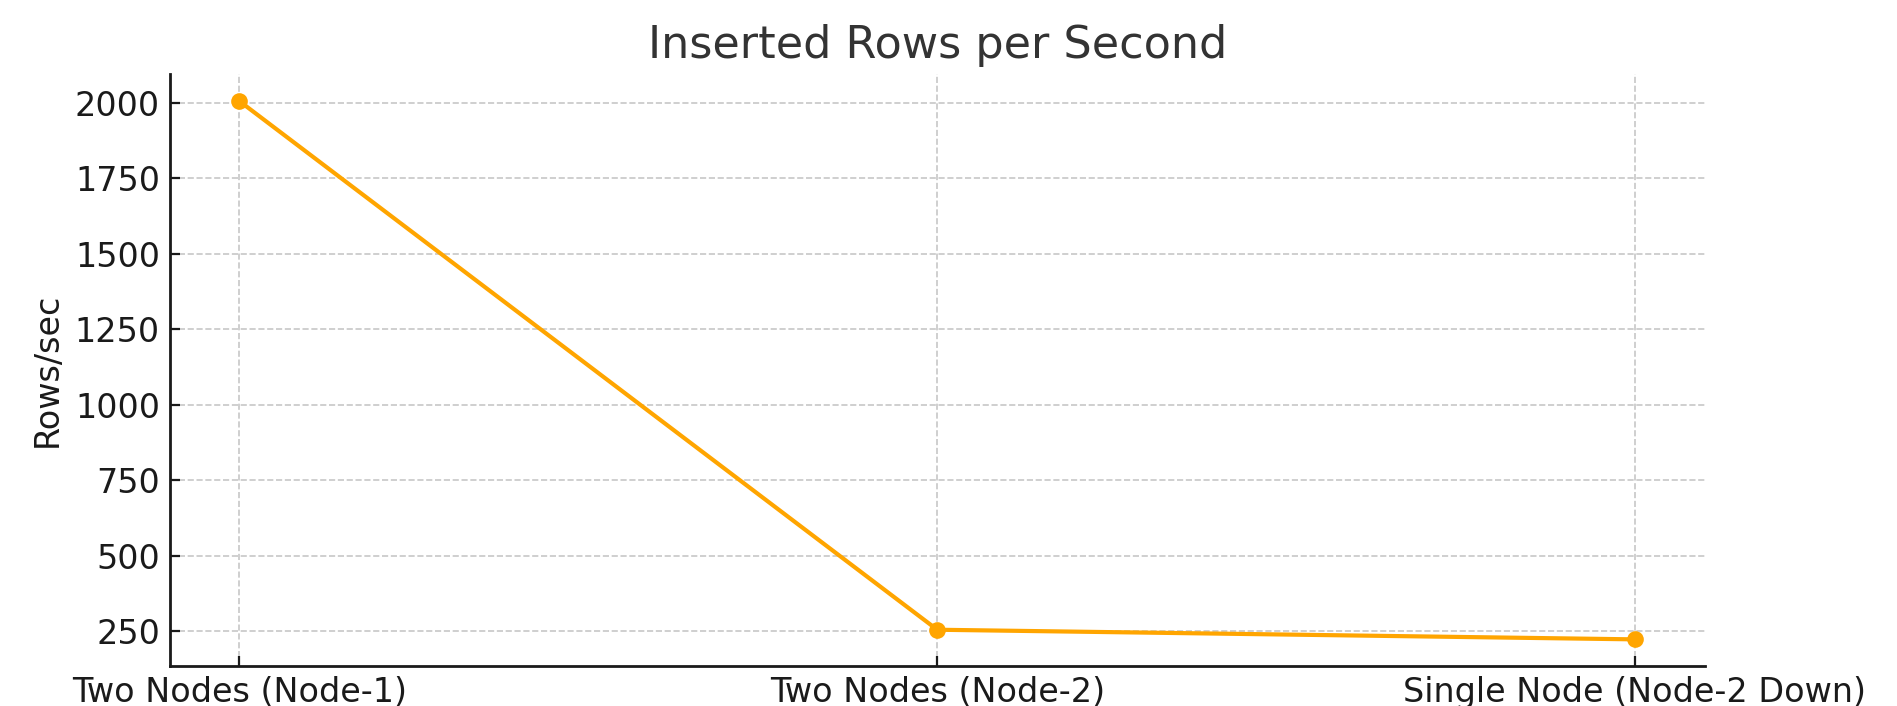 Inserted Rows per Second
2000
1750
1500
1250
1000
750
500
250
Rows/sec
Two Nodes (Node-1)
Two Nodes (Node-2)
Single Node (Node-2 Down)